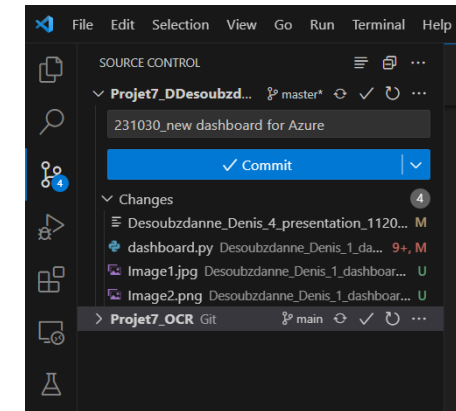 File Edit Selection View Go Run Terminal Help
SOURCE CONTROL
Projet7_DDesoubzd... master*
231030_new dashboard for Azure
Commit
Changes 4
Desoubzdanne_Denis_4_presentation_1120... M
dashboard.py Desoubzdanne_Denis_1_da... 9+, M
Image1.jpg Desoubzdanne_Denis_1_dashboar... U
Image2.png Desoubzdanne_Denis_1_dashboar... U
Projet7_OCR Git main
4